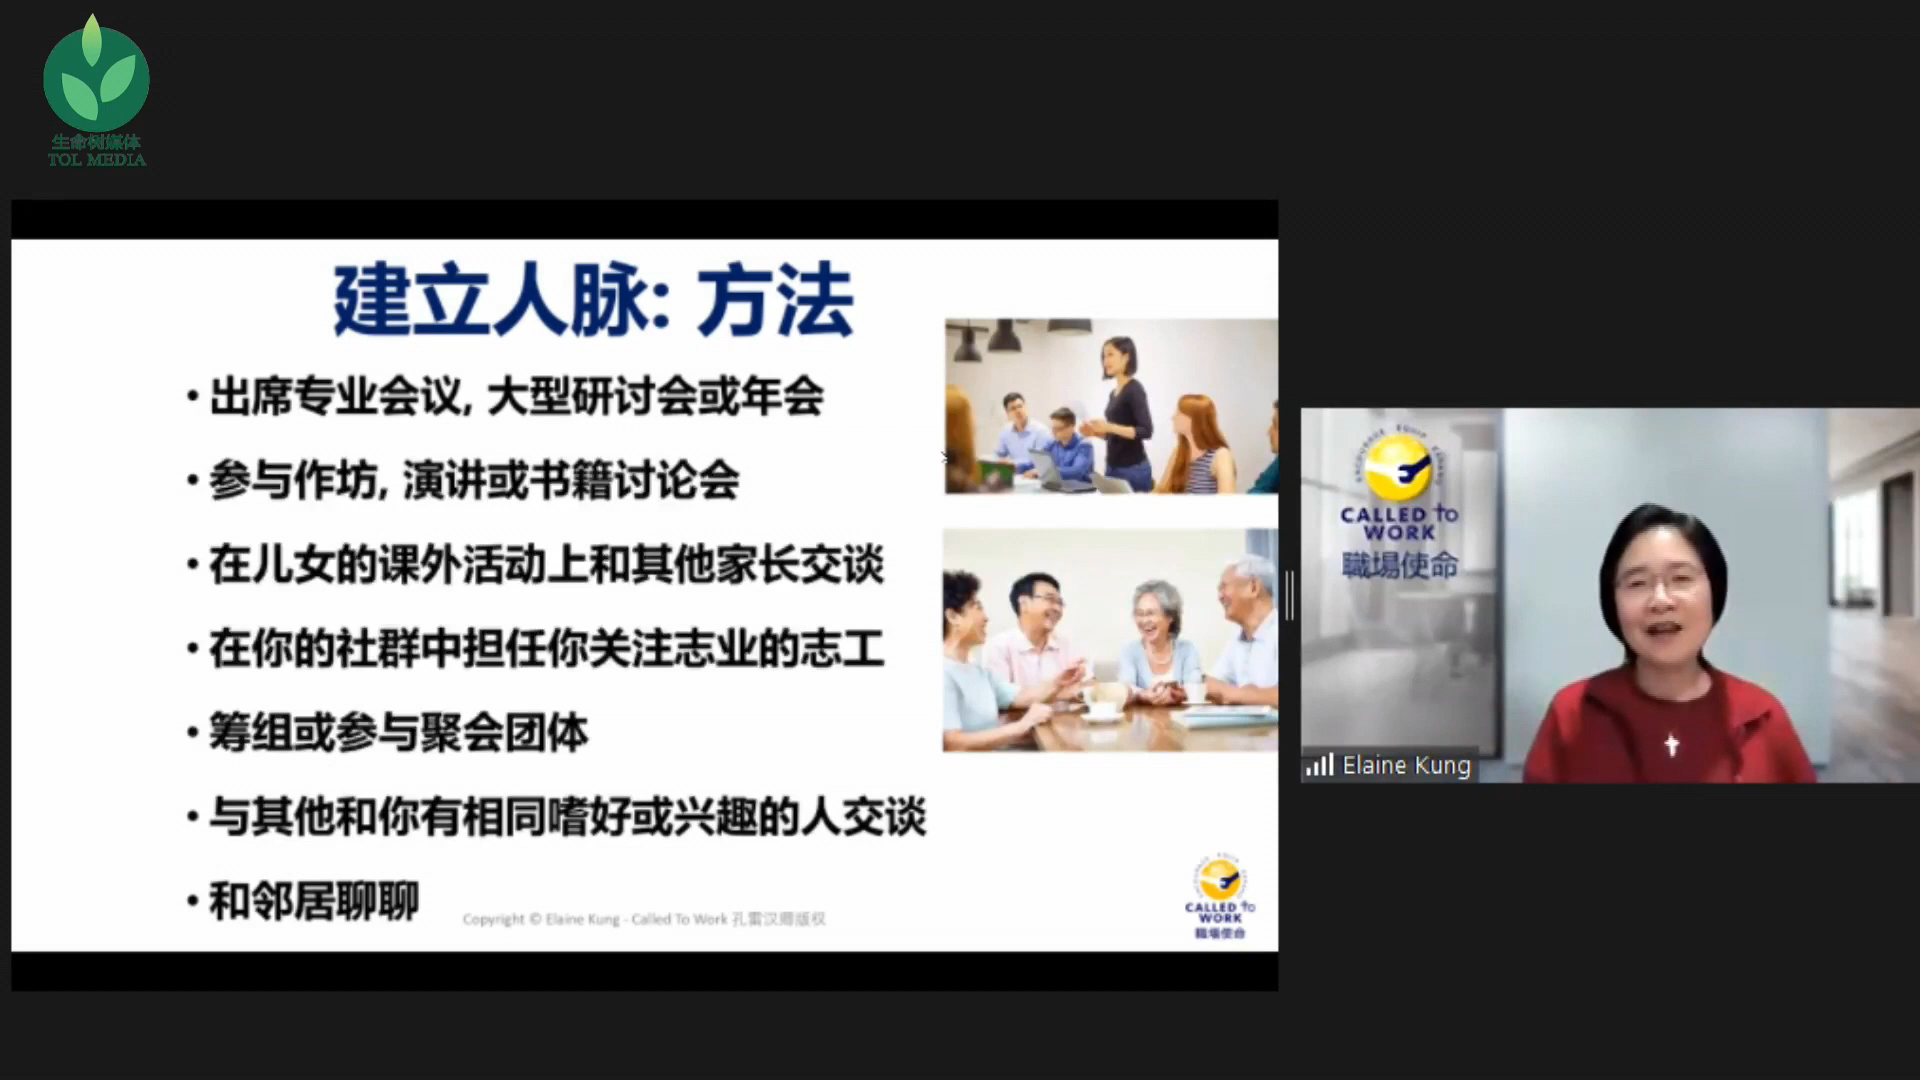 生命树媒体
TOL MEDIA
建立人脉: 方法
• 出席专业会议, 大型研讨会或年会
• 参与作坊, 演讲或书籍讨论会
• 在儿女的课外活动上和其他家长交谈
• 在你的社群中担任你关注志业的志工
• 筹组或参与聚会团体
• 与其他和你有相同嗜好或兴趣的人交谈
• 和邻居聊聊
Copyright © Elaine Kung - Called To Work 孔雷汉卿版权
CALLED To
WORK
職場使命
CALLED To
WORK
職場使命
Elaine Kung